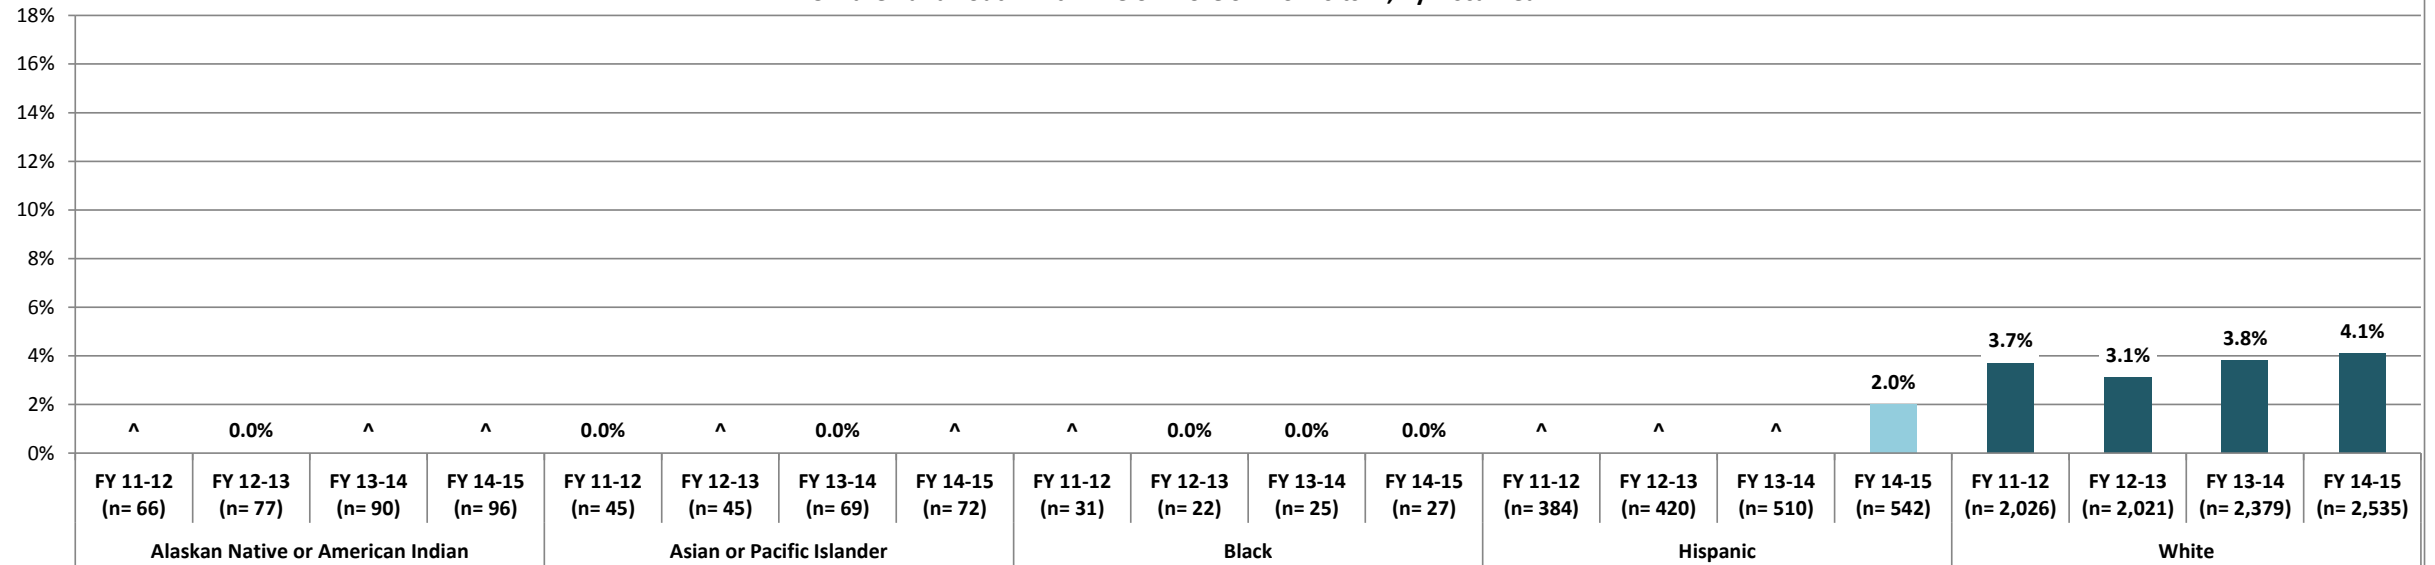 18%
16%
14%
12%
10%
8%
6%
4%
2%
0%
^ 0.0% ^ ^ 0.0% ^ 0.0% ^ ^ 0.0% 0.0% 0.0% ^ ^ ^ 2.0% 3.7% 3.1% 3.8% 4.1%
FY 11-12 FY 12-13 FY 13-14 FY 14-15 FY 11-12 FY 12-13 FY 13-14 FY 14-15 FY 11-12 FY 12-13 FY 13-14 FY 14-15 FY 11-12 FY 12-13 FY 13-14 FY 14-15 FY 11-12 FY 12-13 FY 13-14 FY 14-15
(n= 66) (n= 77) (n= 90) (n= 96) (n= 45) (n= 45) (n= 69) (n= 72) (n= 31) (n= 22) (n= 25) (n= 27) (n= 384) (n= 420) (n= 510) (n= 542) (n= 2,026) (n= 2,021) (n= 2,379) (n= 2,535)
Alaskan Native or American Indian Asian or Pacific Islander Black Hispanic White